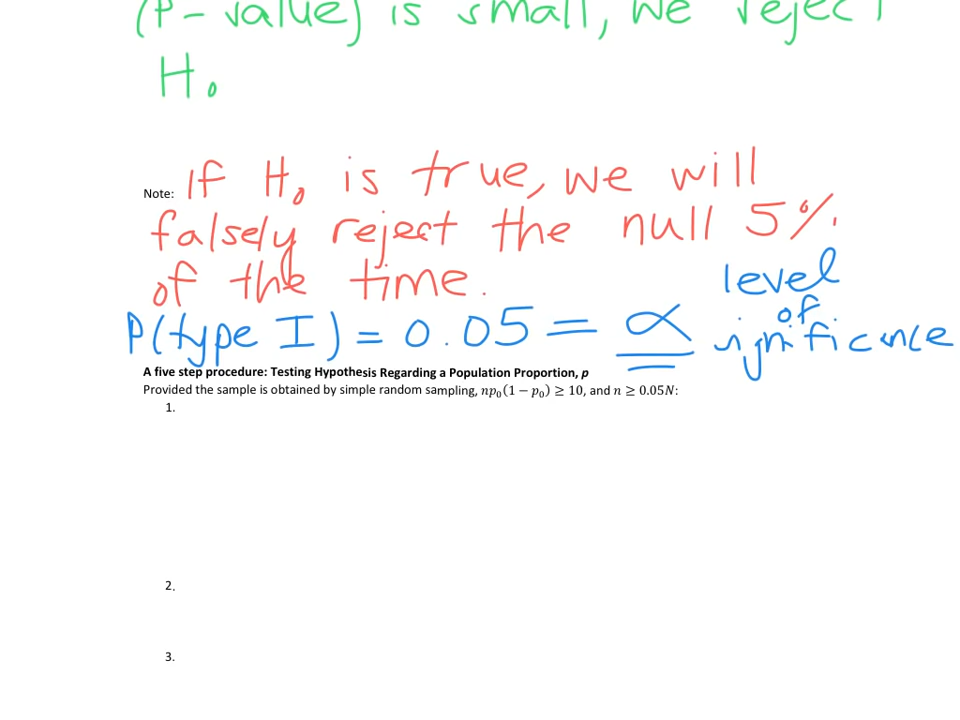 (P-value) is small, we reject
H₀
Note: If H₀ is true, we will
falsely reject the null 5%
of the time.
level
of
P(type I) = 0.05 = α significance
A five step procedure: Testing Hypothesis Regarding a Population Proportion, p
Provided the sample is obtained by simple random sampling, np₀(1 − p₀) ≥ 10, and n ≥ 0.05N:
1.
2.
3.